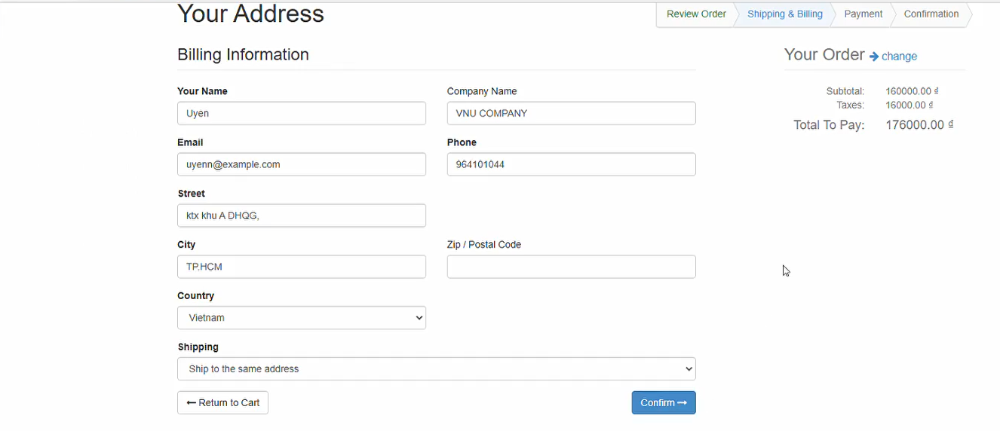 Your Address
Review Order
Shipping & Billing
Payment
Confirmation
Billing Information
Your Name
Uyen
Company Name
VNU COMPANY
Email
uyenn@example.com
Phone
964101044
Street
ktx khu A DHQG,
City
TP.HCM
Zip / Postal Code
Country
Vietnam
Shipping
Ship to the same address
Return to Cart
Confirm
Your Order change
Subtotal: 160000.00 ₫
Taxes: 16000.00 ₫
Total To Pay: 176000.00 ₫